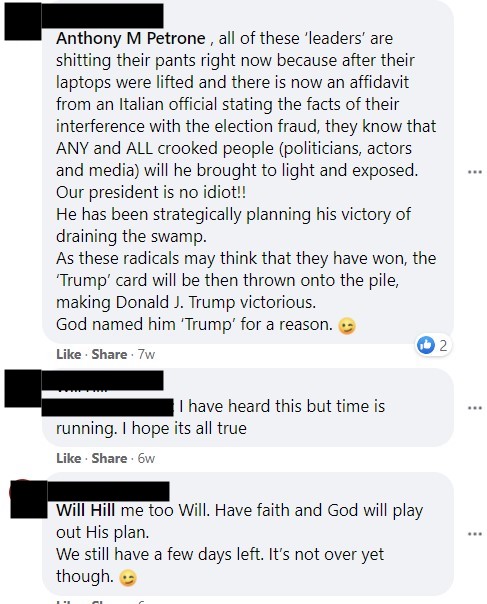 Anthony M Petrone , all of these ‘leaders’ are
shitting their pants right now because after their
laptops were lifted and there is now an affidavit
from an Italian official stating the facts of their
interference with the election fraud, they know that
ANY and ALL crooked people (politicians, actors
and media) will he brought to light and exposed.
Our president is no idiot!!
He has been strategically planning his victory of
draining the swamp.
As these radicals may think that they have won, the
‘Trump’ card will be then thrown onto the pile,
making Donald J. Trump victorious.
God named him ‘Trump’ for a reason. 😉
2
Like · Share · 7w
I have heard this but time is
running. I hope its all true
Like · Share · 6w
Will Hill me too Will. Have faith and God will play
out His plan.
We still have a few days left. It’s not over yet
though. 😉